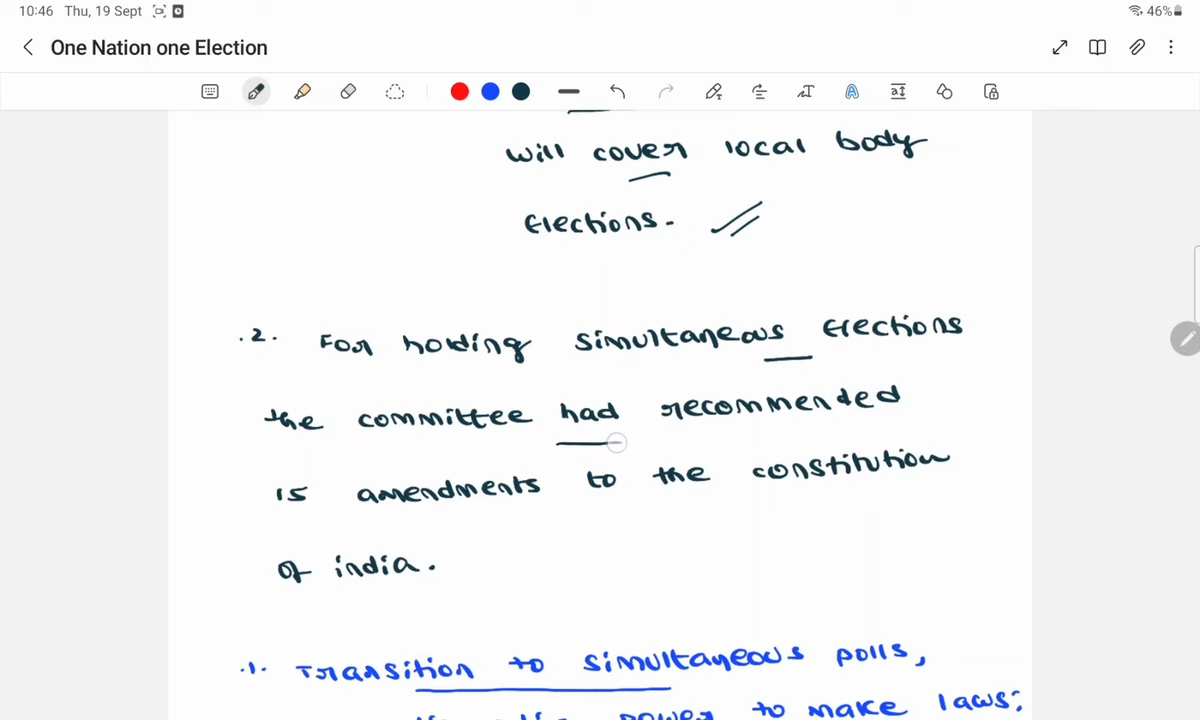 10:46 Thu, 19 Sept 46%
One Nation one Election
will cover local body
Elections.
.2. For holding simultaneous Elections
the committee had recommended
15 amendments to the constitution
of india.
.1. Transition to simultaneous polls,
power to make laws: